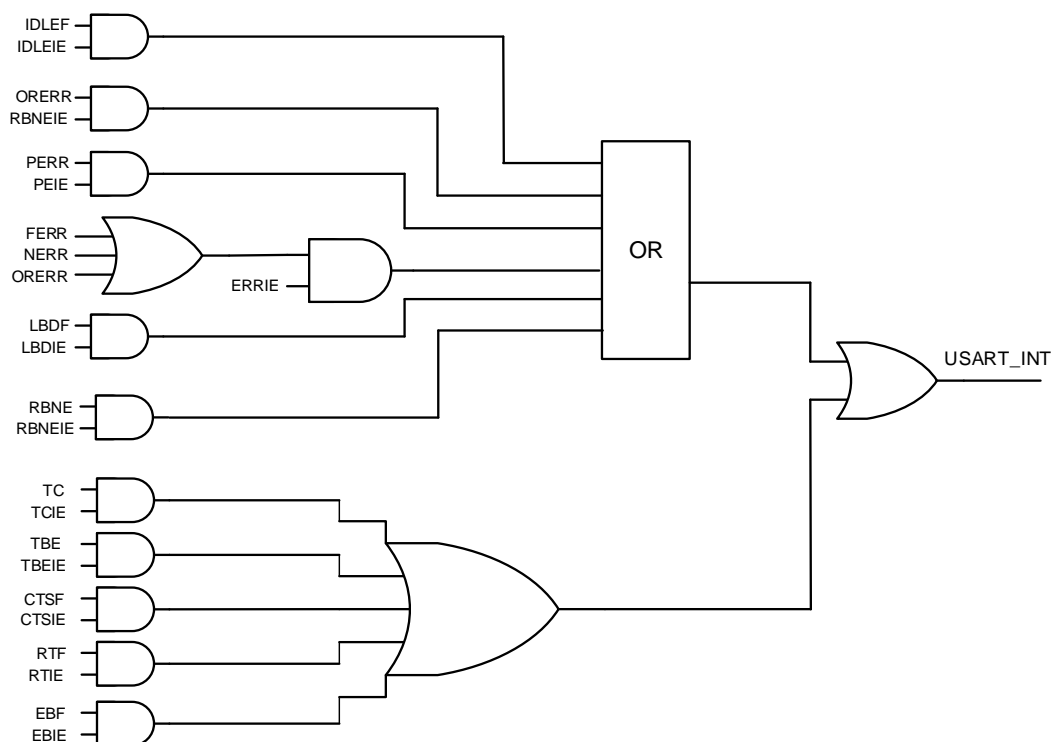 IDLEF
IDLEIE
ORERR
RBNEIE
PERR
PEIE
FERR
NERR
ORERR
ERRIE
LBDF
LBDIE
RBNE
RBNEIE
OR
USART_INT
TC
TCIE
TBE
TBEIE
CTSF
CTSIE
RTF
RTIE
EBF
EBIE